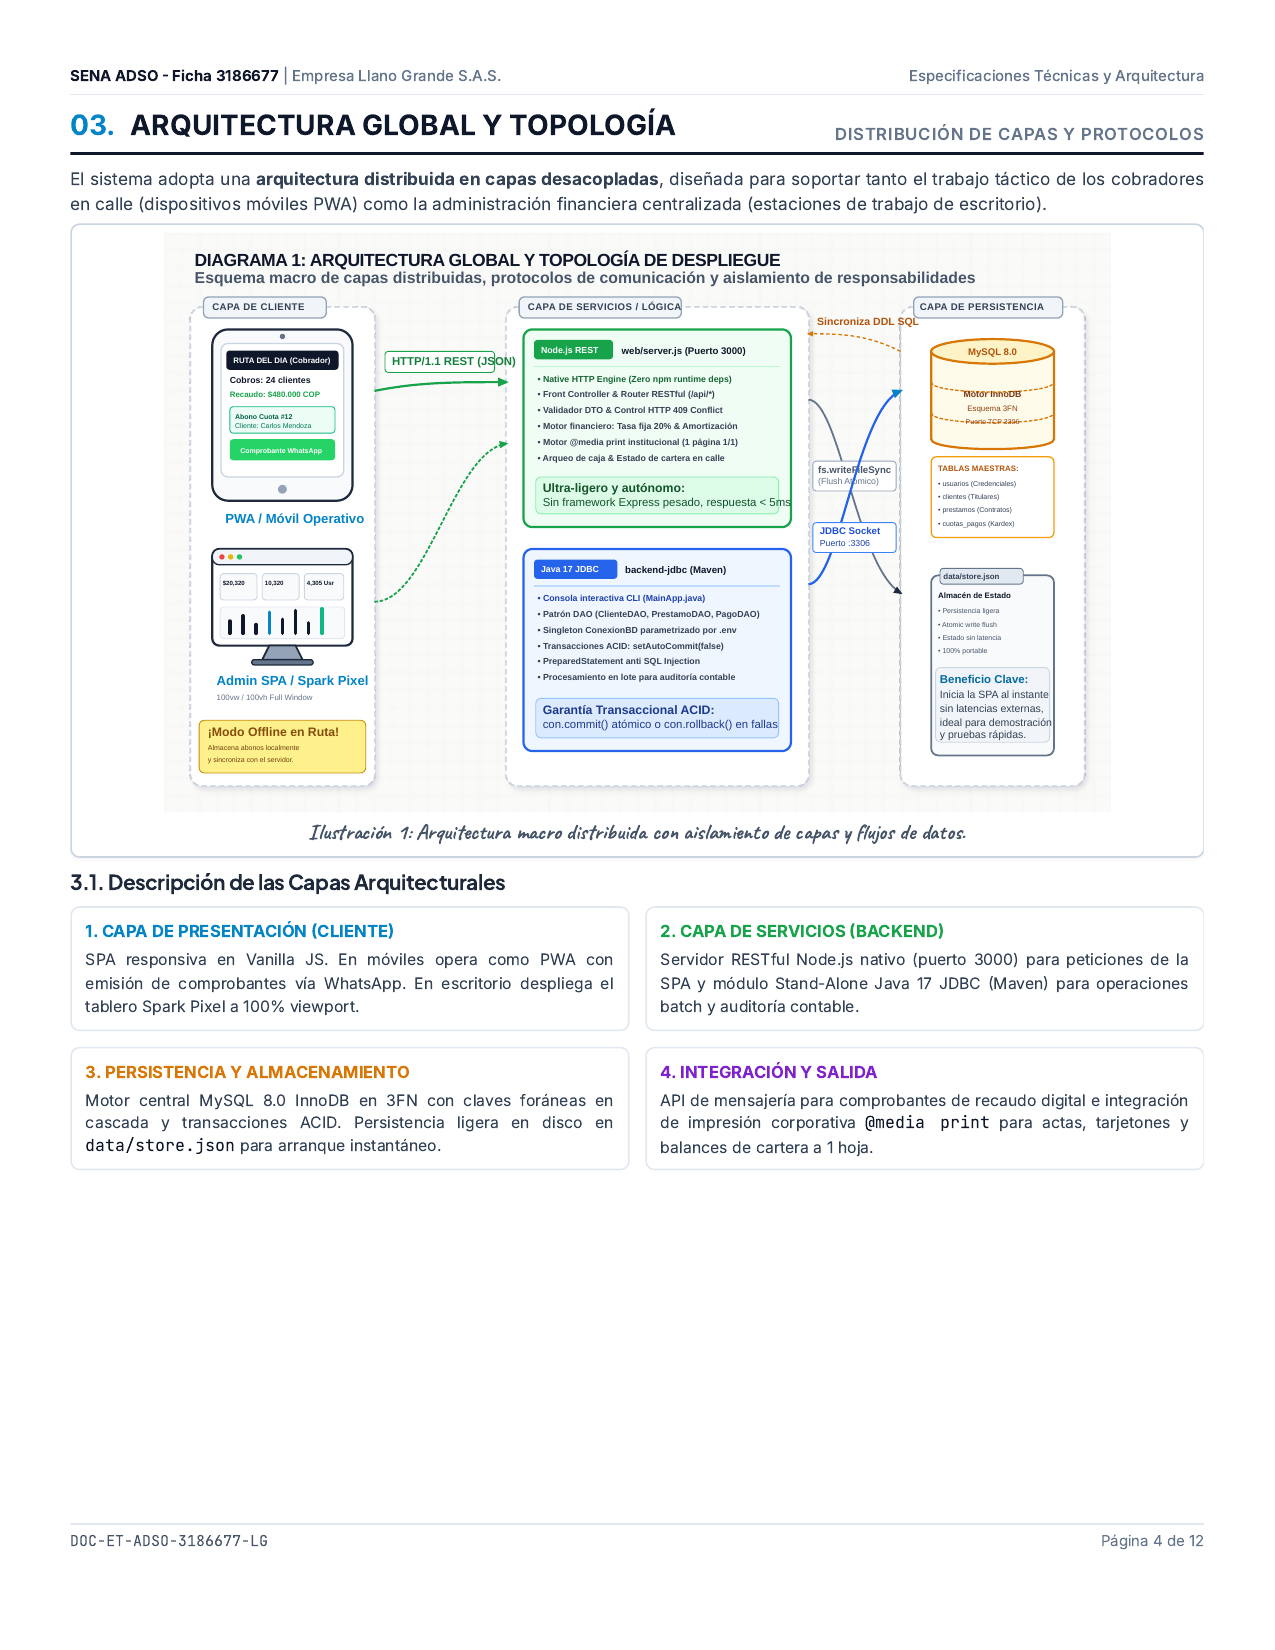 SENA ADSO - Ficha 3186677 | Empresa Llano Grande S.A.S.
Especificaciones Técnicas y Arquitectura
03. ARQUITECTURA GLOBAL Y TOPOLOGÍA
DISTRIBUCIÓN DE CAPAS Y PROTOCOLOS
El sistema adopta una arquitectura distribuida en capas desacopladas, diseñada para soportar tanto el trabajo táctico de los cobradores
en calle (dispositivos móviles PWA) como la administración financiera centralizada (estaciones de trabajo de escritorio).
DIAGRAMA 1: ARQUITECTURA GLOBAL Y TOPOLOGÍA DE DESPLIEGUE
Esquema macro de capas distribuidas, protocolos de comunicación y aislamiento de responsabilidades
CAPA DE CLIENTE
RUTA DEL DIA (Cobrador)
Cobros: 24 clientes
Recaudo: $480.000 COP
Abono Cuota #12
Cliente: Carlos Mendoza
Comprobante WhatsApp
PWA / Móvil Operativo
$20,320
10,320
4,305 Usr
Admin SPA / Spark Pixel
100vw / 100vh Full Window
¡Modo Offline en Ruta!
Almacena abonos localmente
y sincroniza con el servidor.
HTTP/1.1 REST (JSON)
CAPA DE SERVICIOS / LÓGICA
Node.js REST
web/server.js (Puerto 3000)
• Native HTTP Engine (Zero npm runtime deps)
• Front Controller & Router RESTful (/api/*)
• Validador DTO & Control HTTP 409 Conflict
• Motor financiero: Tasa fija 20% & Amortización
• Motor @media print institucional (1 página 1/1)
• Arqueo de caja & Estado de cartera en calle
Ultra-ligero y autónomo:
Sin framework Express pesado, respuesta < 5ms
Java 17 JDBC
backend-jdbc (Maven)
• Consola interactiva CLI (MainApp.java)
• Patrón DAO (ClienteDAO, PrestamoDAO, PagoDAO)
• Singleton ConexionBD parametrizado por .env
• Transacciones ACID: setAutoCommit(false)
• PreparedStatement anti SQL Injection
• Procesamiento en lote para auditoría contable
Garantía Transaccional ACID:
con.commit() atómico o con.rollback() en fallas
Sincroniza DDL SQL
fs.writeFileSync
(Flush Atomico)
JDBC Socket
Puerto :3306
CAPA DE PERSISTENCIA
MySQL 8.0
Motor InnoDB
Esquema 3FN
Puerto TCP 3306
TABLAS MAESTRAS:
• usuarios (Credenciales)
• clientes (Titulares)
• prestamos (Contratos)
• cuotas_pagos (Kardex)
data/store.json
Almacén de Estado
• Persistencia ligera
• Atomic write flush
• Estado sin latencia
• 100% portable
Beneficio Clave:
Inicia la SPA al instante
sin latencias externas,
ideal para demostración
y pruebas rápidas.
Ilustración 1: Arquitectura macro distribuida con aislamiento de capas y flujos de datos.
3.1. Descripción de las Capas Arquitecturales
1. CAPA DE PRESENTACIÓN (CLIENTE)
SPA responsiva en Vanilla JS. En móviles opera como PWA con
emisión de comprobantes vía WhatsApp. En escritorio despliega el
tablero Spark Pixel a 100% viewport.
2. CAPA DE SERVICIOS (BACKEND)
Servidor RESTful Node.js nativo (puerto 3000) para peticiones de la
SPA y módulo Stand-Alone Java 17 JDBC (Maven) para operaciones
batch y auditoría contable.
3. PERSISTENCIA Y ALMACENAMIENTO
Motor central MySQL 8.0 InnoDB en 3FN con claves foráneas en
cascada y transacciones ACID. Persistencia ligera en disco en
data/store.json para arranque instantáneo.
4. INTEGRACIÓN Y SALIDA
API de mensajería para comprobantes de recaudo digital e integración
de impresión corporativa @media print para actas, tarjetones y
balances de cartera a 1 hoja.
DOC-ET-ADSO-3186677-LG
Página 4 de 12